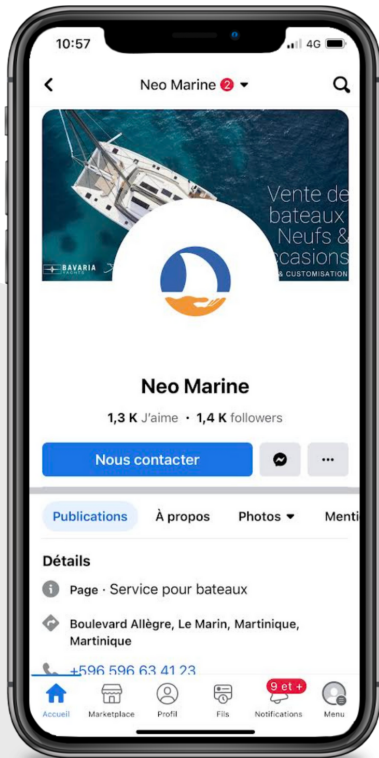 10:57
4G
Neo Marine 2
Vente de
bateaux
Neufs &
ccasions
& CUSTOMISATION
BAVARIA
YACHTS
Neo Marine
1,3 K J'aime · 1,4 K followers
Nous contacter
Publications À propos Photos Menti
Détails
Page · Service pour bateaux
Boulevard Allègre, Le Marin, Martinique,
Martinique
+596 596 63 41 23
9 et +
Accueil Marketplace Profil Fils Notifications Menu